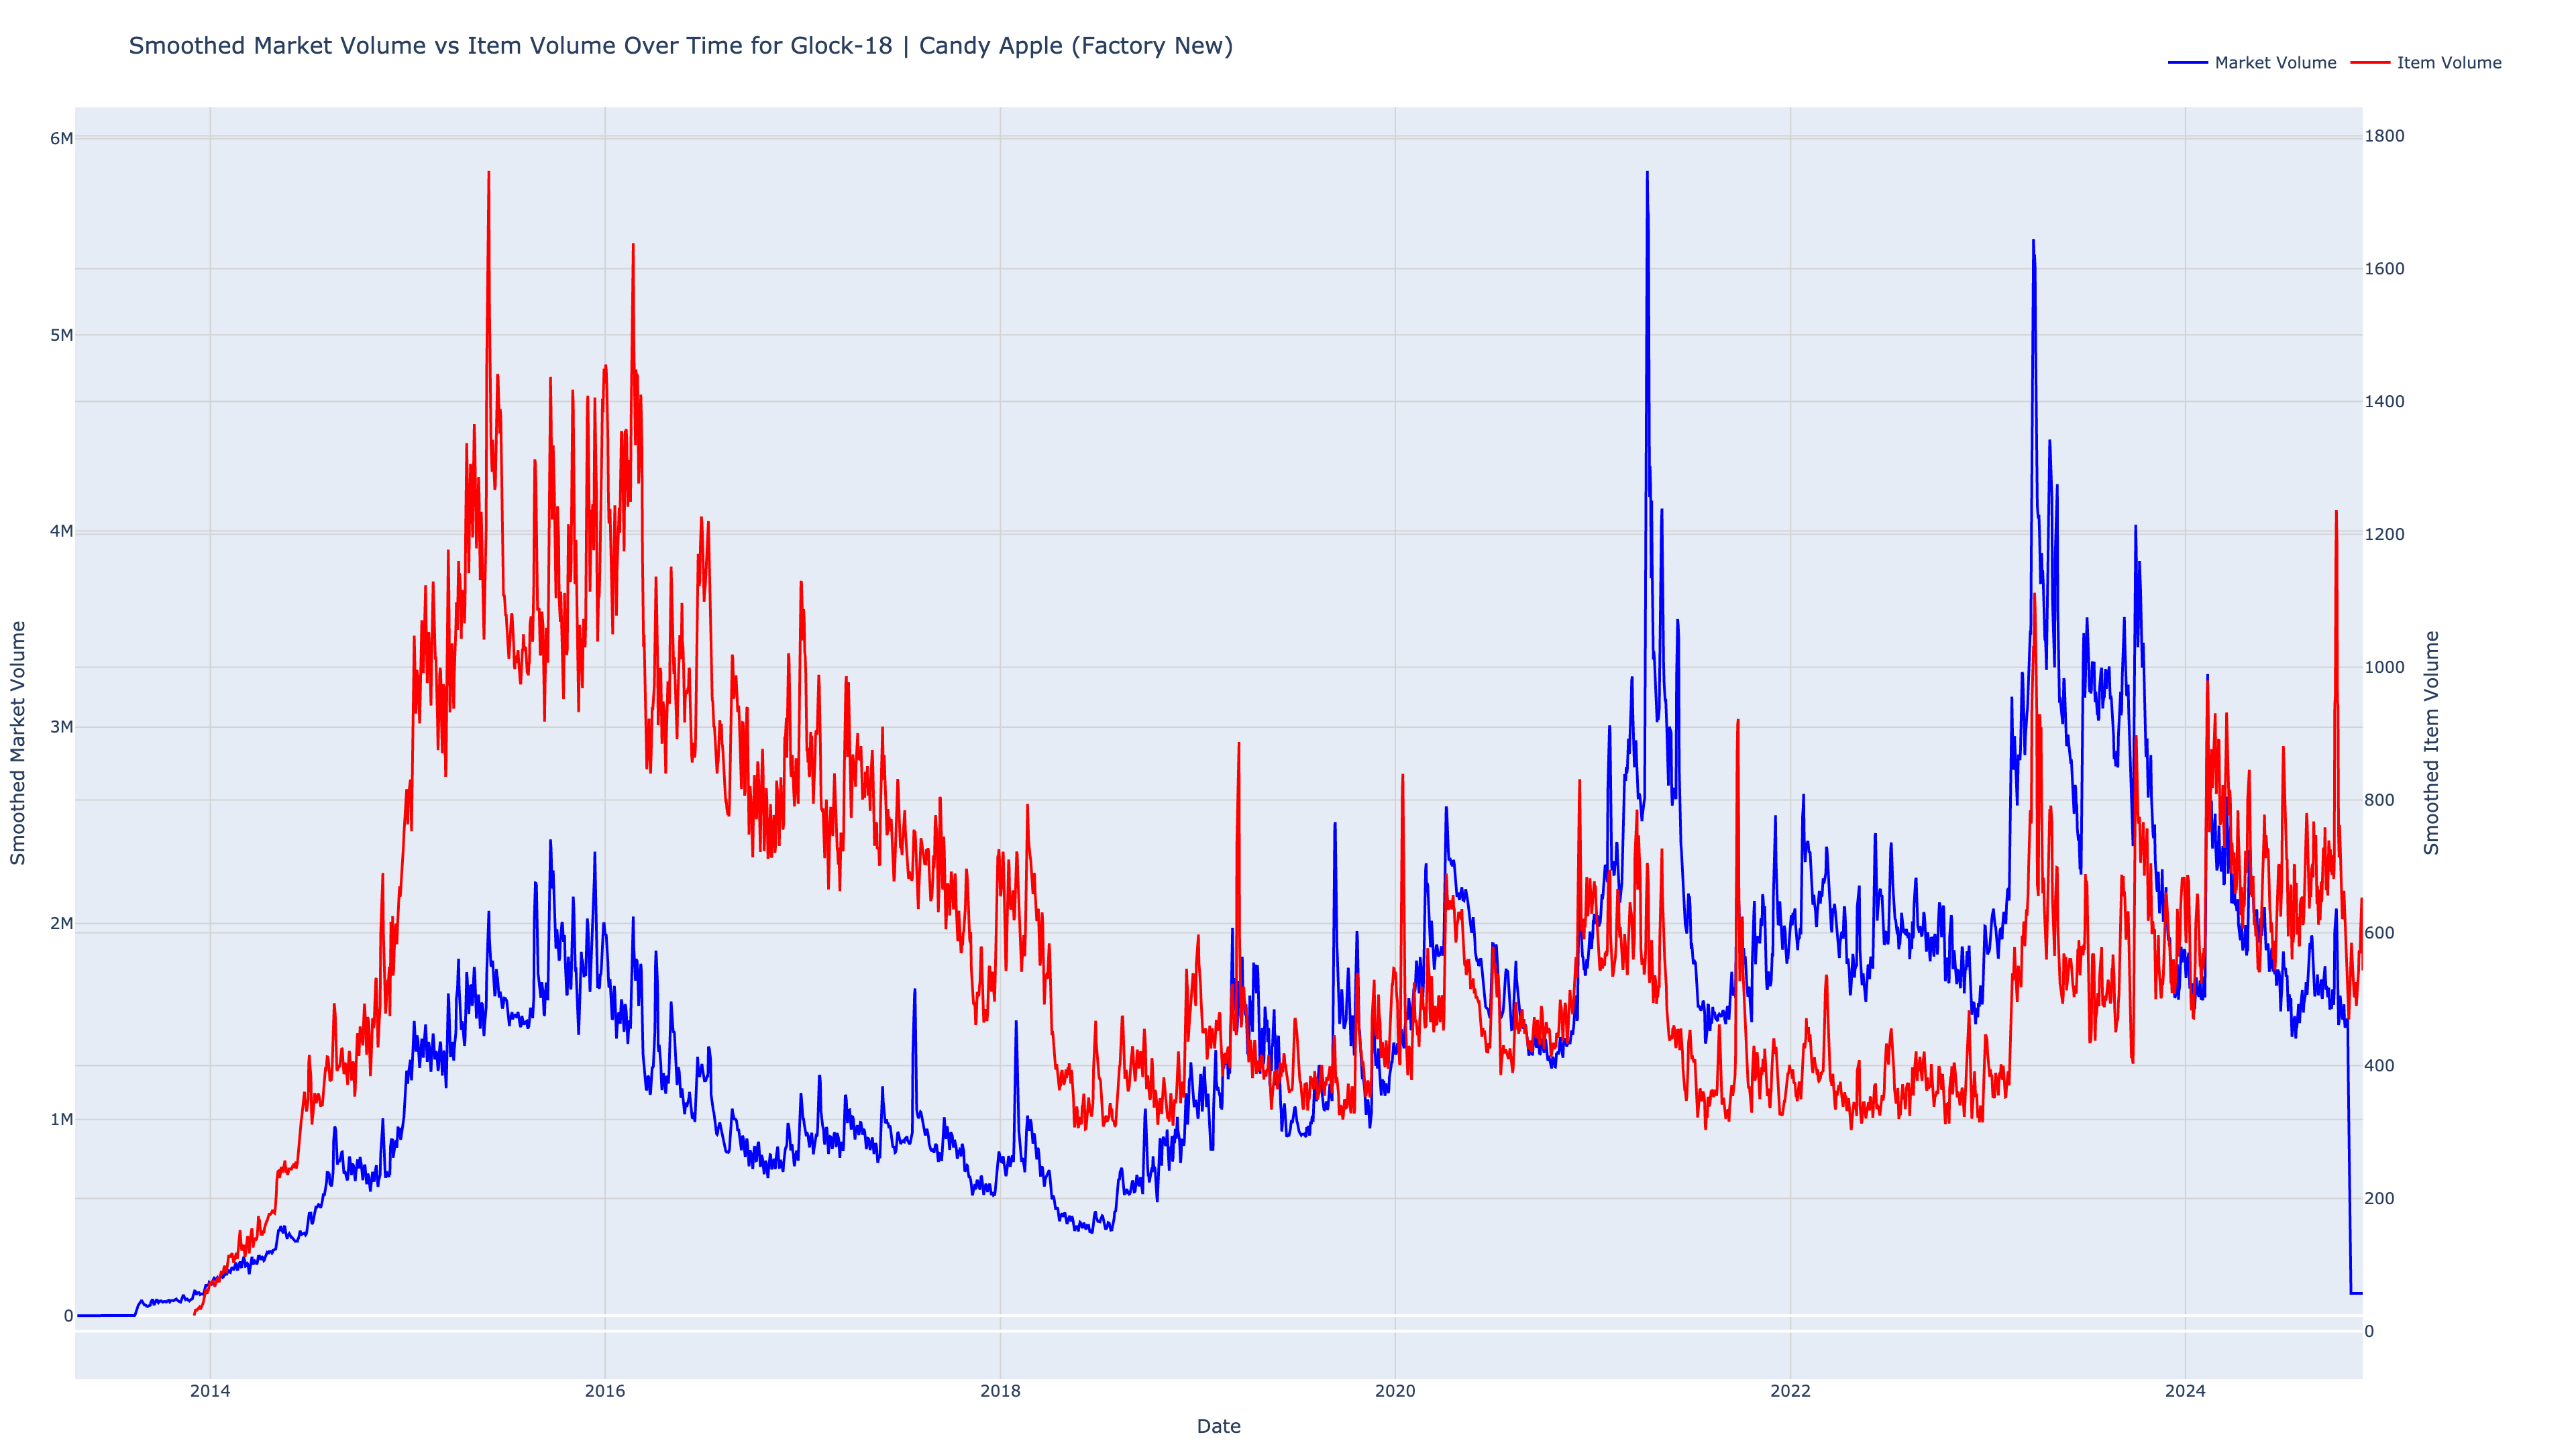 Smoothed Market Volume vs Item Volume Over Time for Glock-18 | Candy Apple (Factory New)
Market Volume
Item Volume
6M
5M
4M
3M
2M
1M
0
Smoothed Market Volume
1800
1600
1400
1200
1000
800
600
400
200
0
Smoothed Item Volume
2014
2016
2018
2020
2022
2024
Date